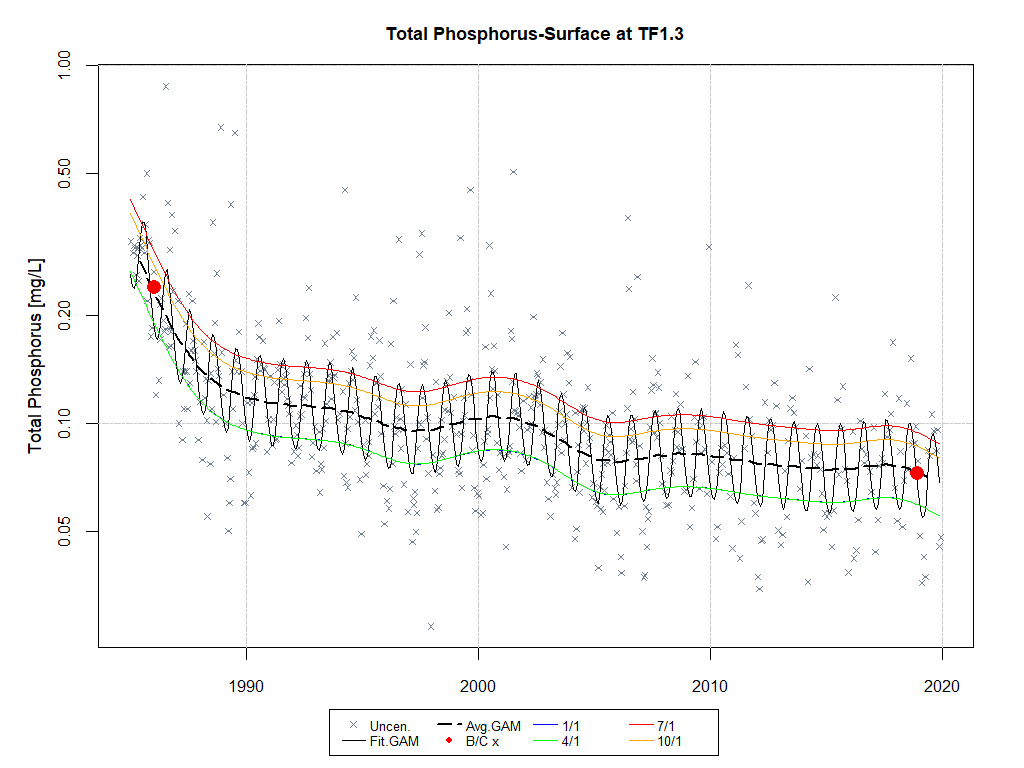 Total Phosphorus-Surface at TF1.3
Total Phosphorus [mg/L]
1.00
0.50
0.20
0.10
0.05
1990 2000 2010 2020
Uncen. Avg.GAM 1/1 7/1
Fit.GAM B/C x 4/1 10/1